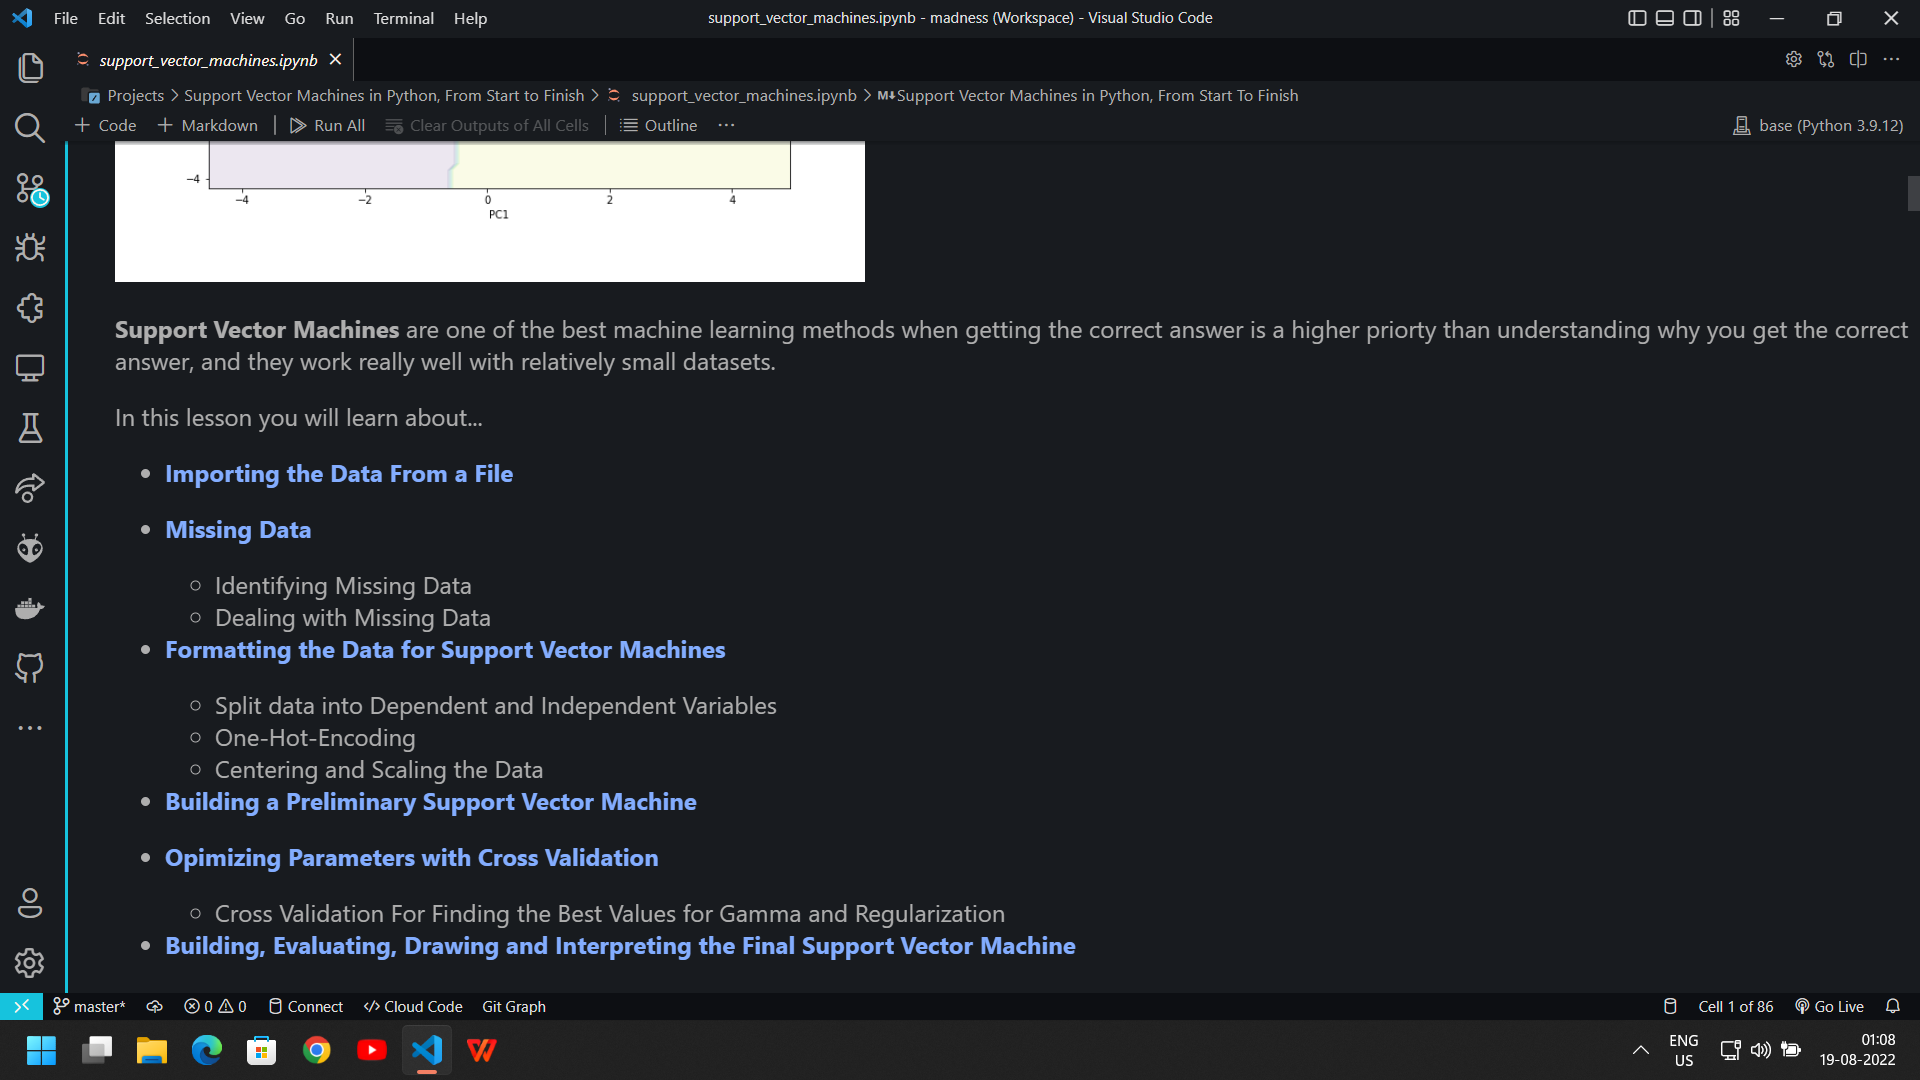 File Edit Selection View Go Run Terminal Help
support_vector_machines.ipynb - madness (Workspace) - Visual Studio Code
support_vector_machines.ipynb
Projects > Support Vector Machines in Python, From Start to Finish > support_vector_machines.ipynb > M↓Support Vector Machines in Python, From Start To Finish
+ Code + Markdown | Run All Clear Outputs of All Cells | Outline ...
base (Python 3.9.12)
−4
−4 −2 0 2 4
PC1
Support Vector Machines are one of the best machine learning methods when getting the correct answer is a higher priorty than understanding why you get the correct
answer, and they work really well with relatively small datasets.
In this lesson you will learn about...
• Importing the Data From a File
• Missing Data
○ Identifying Missing Data
○ Dealing with Missing Data
• Formatting the Data for Support Vector Machines
○ Split data into Dependent and Independent Variables
○ One-Hot-Encoding
○ Centering and Scaling the Data
• Building a Preliminary Support Vector Machine
• Opimizing Parameters with Cross Validation
○ Cross Validation For Finding the Best Values for Gamma and Regularization
• Building, Evaluating, Drawing and Interpreting the Final Support Vector Machine
master* 0 0 Connect Cloud Code Git Graph
Cell 1 of 86 Go Live
ENG
US
01:08
19-08-2022